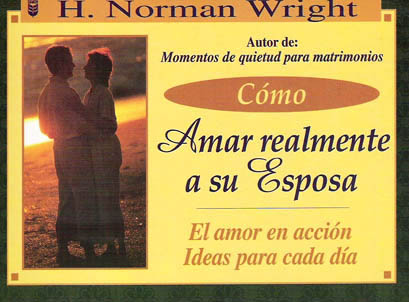 H. Norman Wright
Autor de:
Momentos de quietud para matrimonios
Cómo
Amar realmente
a su Esposa
El amor en acción
Ideas para cada día